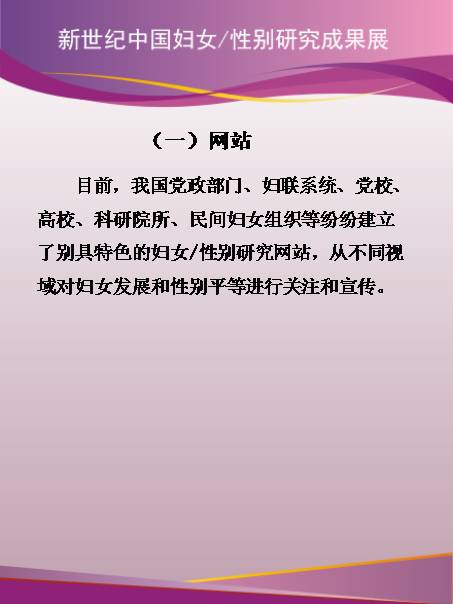 新世纪中国妇女/性别研究成果展
（一）网站
目前，我国党政部门、妇联系统、党校、
高校、科研院所、民间妇女组织等纷纷建立
了别具特色的妇女/性别研究网站，从不同视
域对妇女发展和性别平等进行关注和宣传。